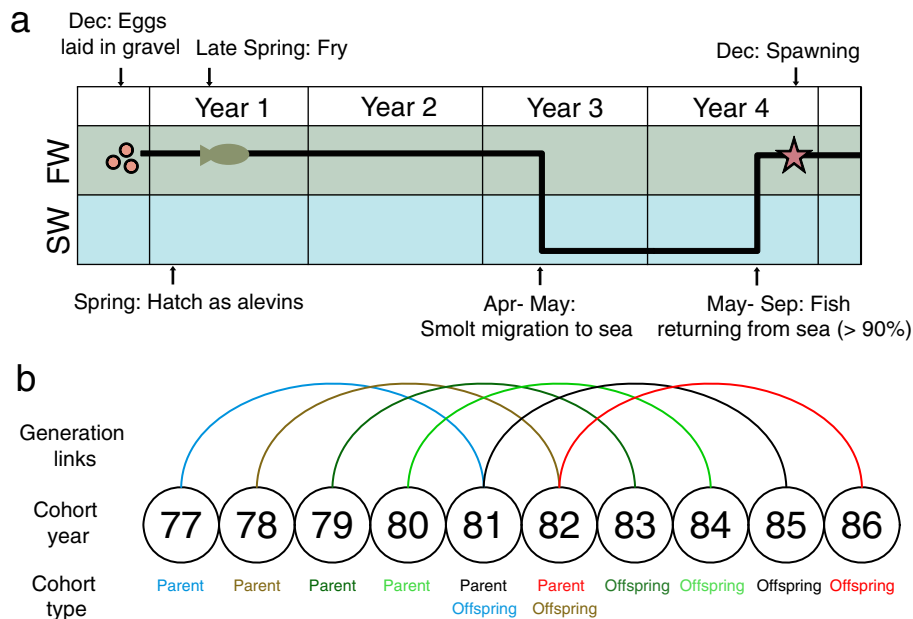 a
Dec: Eggs
laid in gravel
Late Spring: Fry
Dec: Spawning
Year 1 Year 2 Year 3 Year 4
FW
SW
Spring: Hatch as alevins
Apr- May:
Smolt migration to sea
May- Sep: Fish
returning from sea (> 90%)
b
Generation
links
Cohort
year
77 78 79 80 81 82 83 84 85 86
Cohort
type
Parent Parent Parent Parent Parent Parent Offspring Offspring Offspring Offspring
Offspring Offspring